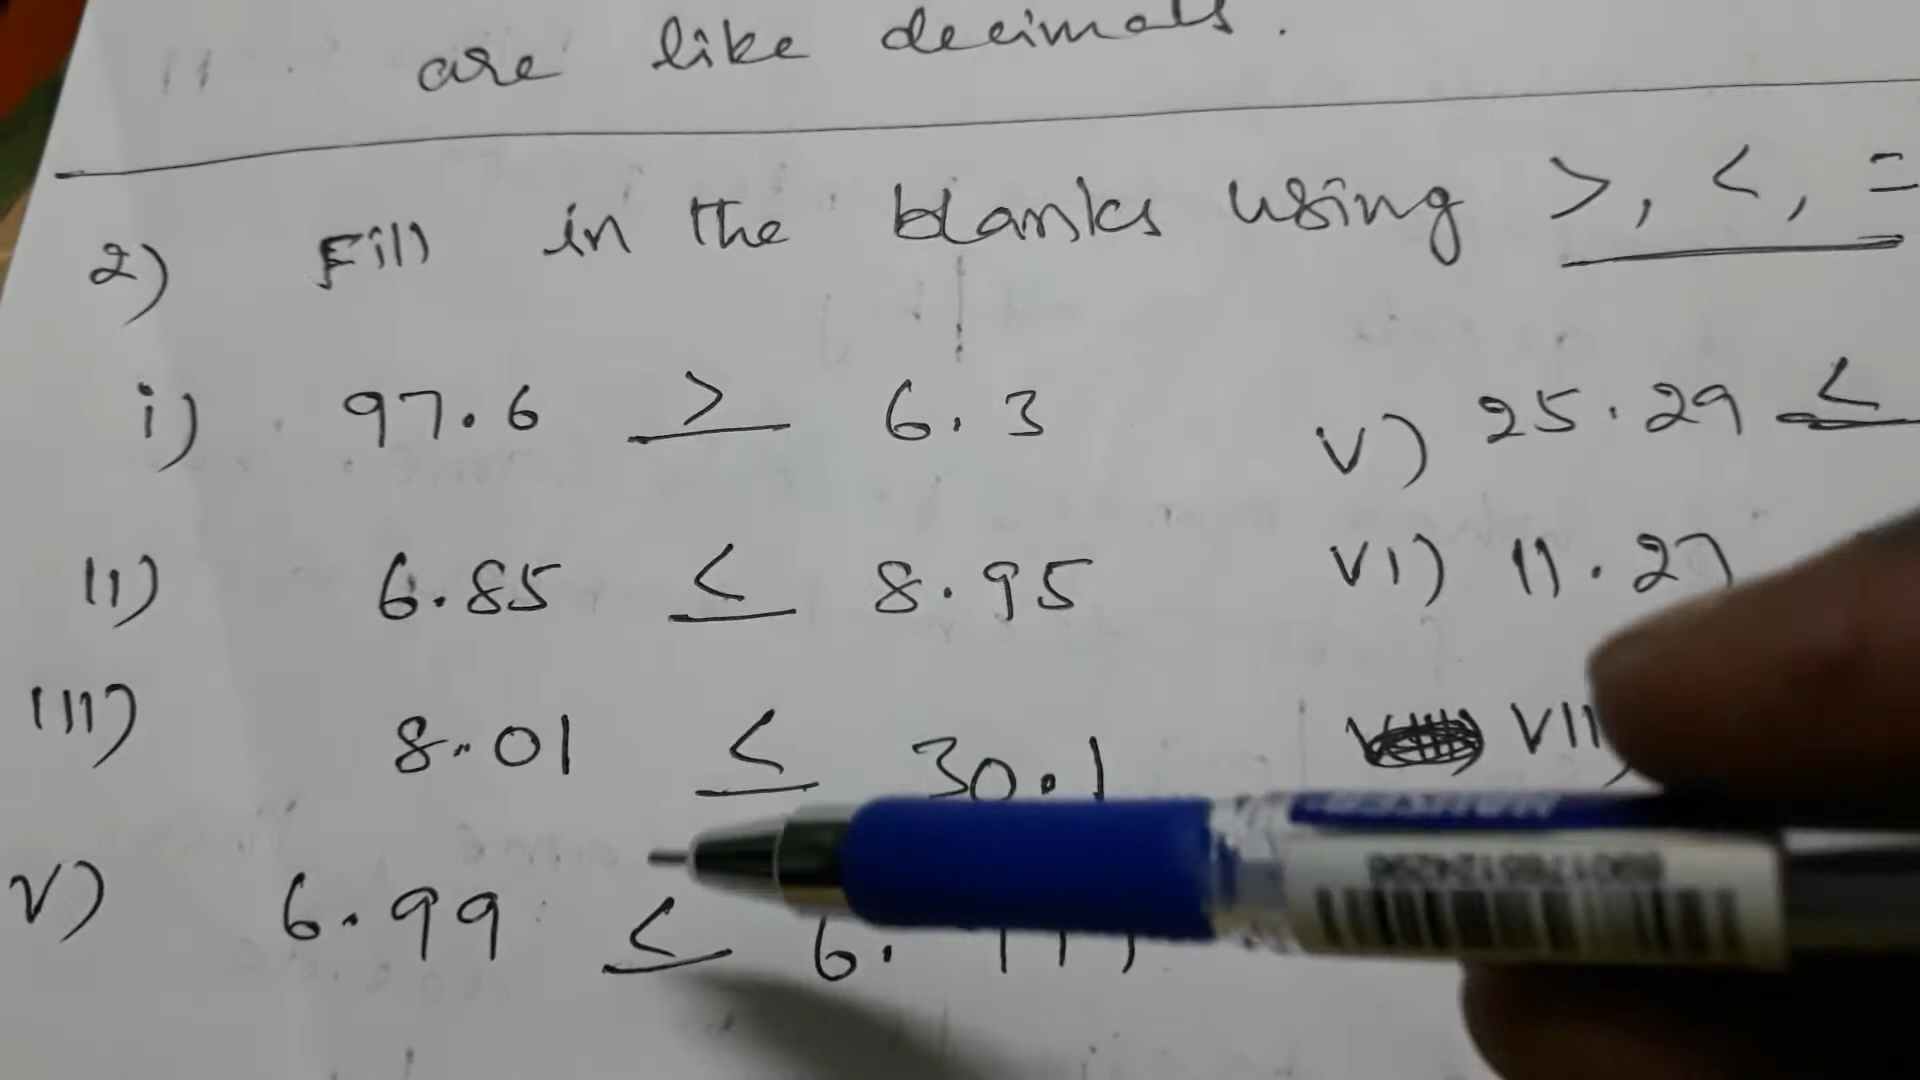 are like decimals.
2) Fill in the blanks using >, <, =
i) 97.6 > 6.3
v) 25.29 <
ii) 6.85 < 8.95
vi) 11.27
iii) 8.01 < 30.1
vii)
v) 6.99 < 6.